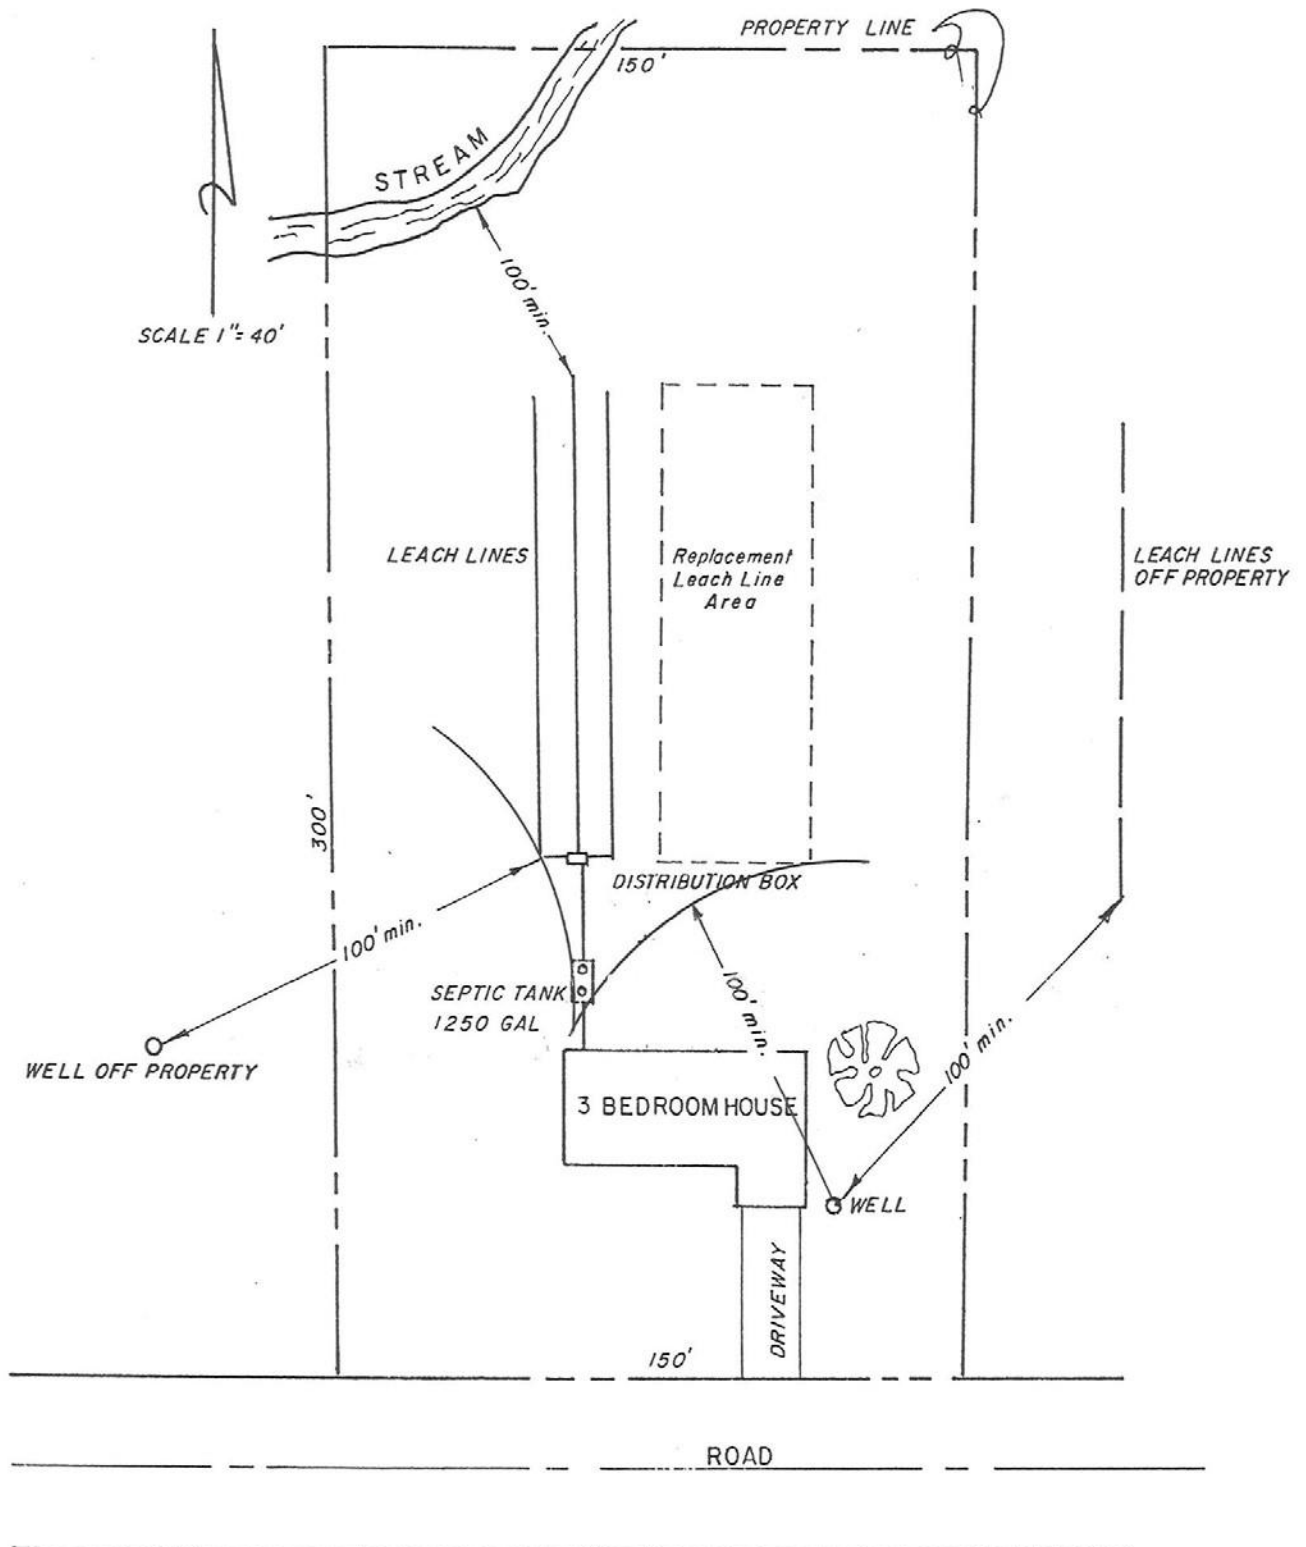 PROPERTY LINE
150'
STREAM
100' min.
SCALE 1"= 40'
LEACH LINES
Replacement
Leach Line
Area
LEACH LINES
OFF PROPERTY
300'
DISTRIBUTION BOX
100' min.
SEPTIC TANK
1250 GAL
100' min.
100' min.
WELL OFF PROPERTY
3 BEDROOM HOUSE
WELL
DRIVEWAY
150'
ROAD